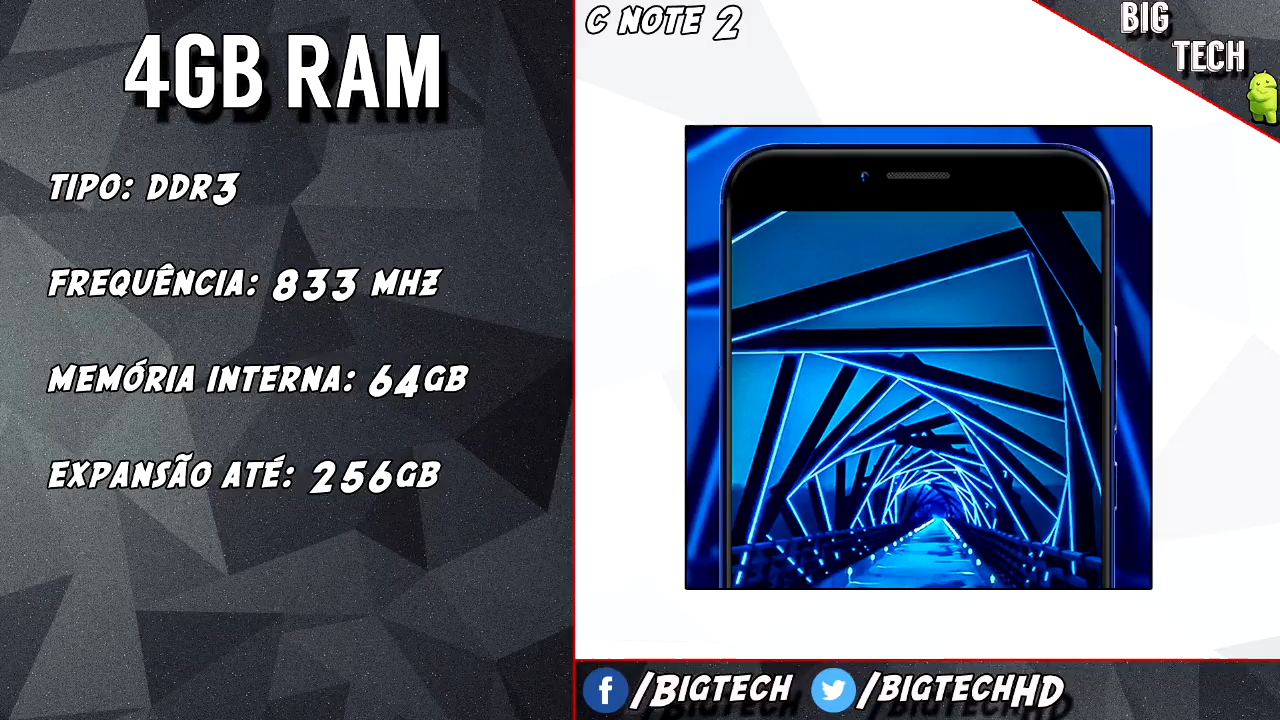 4GB RAM
TIPO: DDR3
FREQUÊNCIA: 833 MHZ
MEMÓRIA INTERNA: 64GB
EXPANSÃO ATÉ: 256GB
C NOTE 2
BIG
TECH
/BIGTECH
/BIGTECHHD